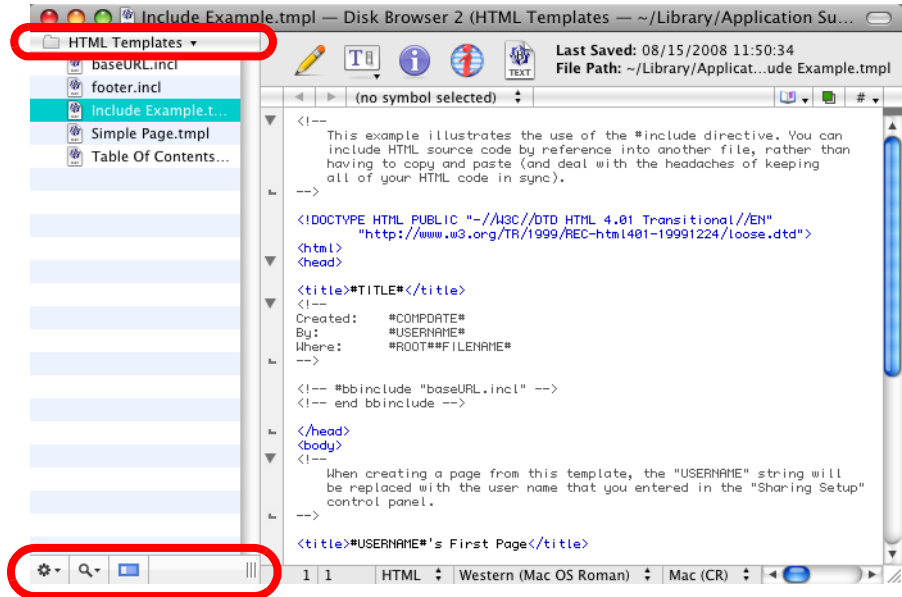 Include Example.tmpl — Disk Browser 2 (HTML Templates — ~/Library/Application Su...
HTML Templates
baseURL.incl
footer.incl
Include Example.t...
Simple Page.tmpl
Table Of Contents...
T
TEXT
Last Saved: 08/15/2008 11:50:34
File Path: ~/Library/Applicat...ude Example.tmpl
(no symbol selected)
#
<!--
This example illustrates the use of the #include directive. You can
include HTML source code by reference into another file, rather than
having to copy and paste (and deal with the headaches of keeping
all of your HTML code in sync).
-->
<!DOCTYPE HTML PUBLIC "-//W3C//DTD HTML 4.01 Transitional//EN"
"http://www.w3.org/TR/1999/REC-html401-19991224/loose.dtd">
<html>
<head>
<title>#TITLE#</title>
<!--
Created: #COMPDATE#
By: #USERNAME#
Where: #ROOT##FILENAME#
-->
<!-- #bbinclude "baseURL.incl" -->
<!-- end bbinclude -->
</head>
<body>
<!--
When creating a page from this template, the "USERNAME" string will
be replaced with the user name that you entered in the "Sharing Setup"
control panel.
-->
<title>#USERNAME#'s First Page</title>
1 1 HTML Western (Mac OS Roman) Mac (CR)